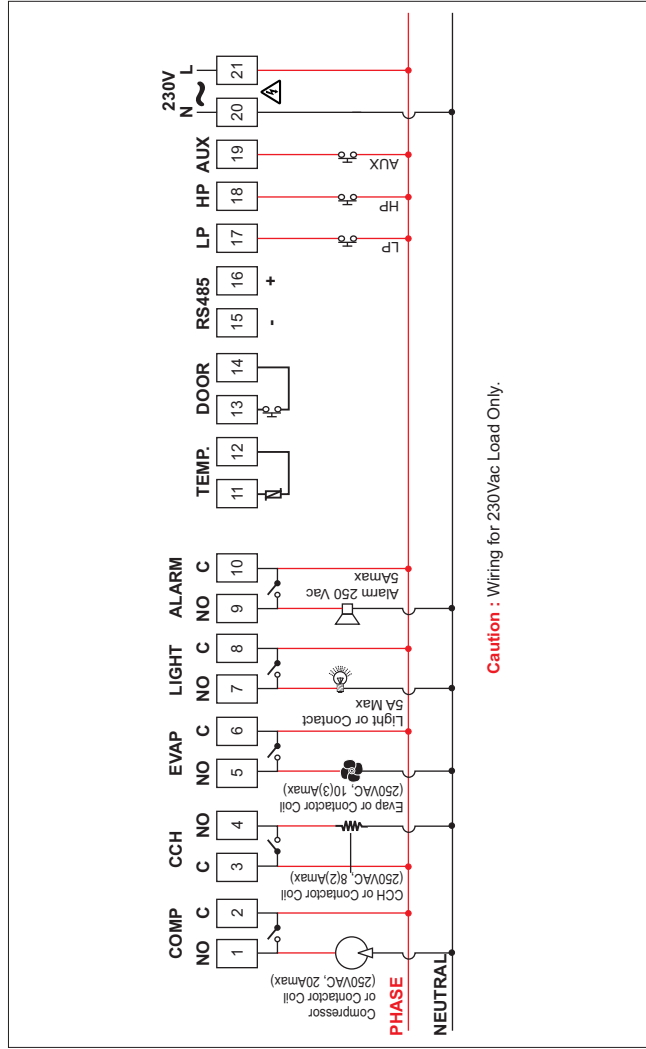 COMP
CCH
EVAP
LIGHT
ALARM
TEMP.
DOOR
RS485
LP
HP
AUX
230V
NO C C NO NO C NO C NO C N ~ L
1 2 3 4 5 6 7 8 9 10 11 12 13 14 15 16 17 18 19 20 21
- +
Compressor
or Contactor Coil
(250VAC, 20Amax)
CCH or Contactor Coil
(250VAC, 8(2)Amax)
Evap or Contactor Coil
(250VAC, 10(3)Amax)
Light or Contact
5A Max
Alarm 250 Vac
5Amax
LP
HP
AUX
PHASE
NEUTRAL
Caution : Wiring for 230Vac Load Only.